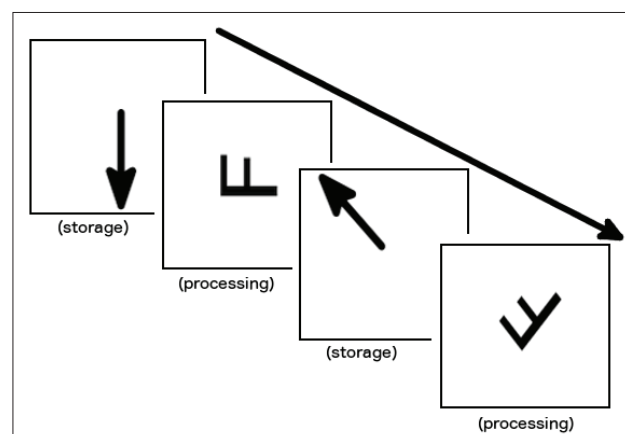 (storage)
F
(processing)
(storage)
F
(processing)